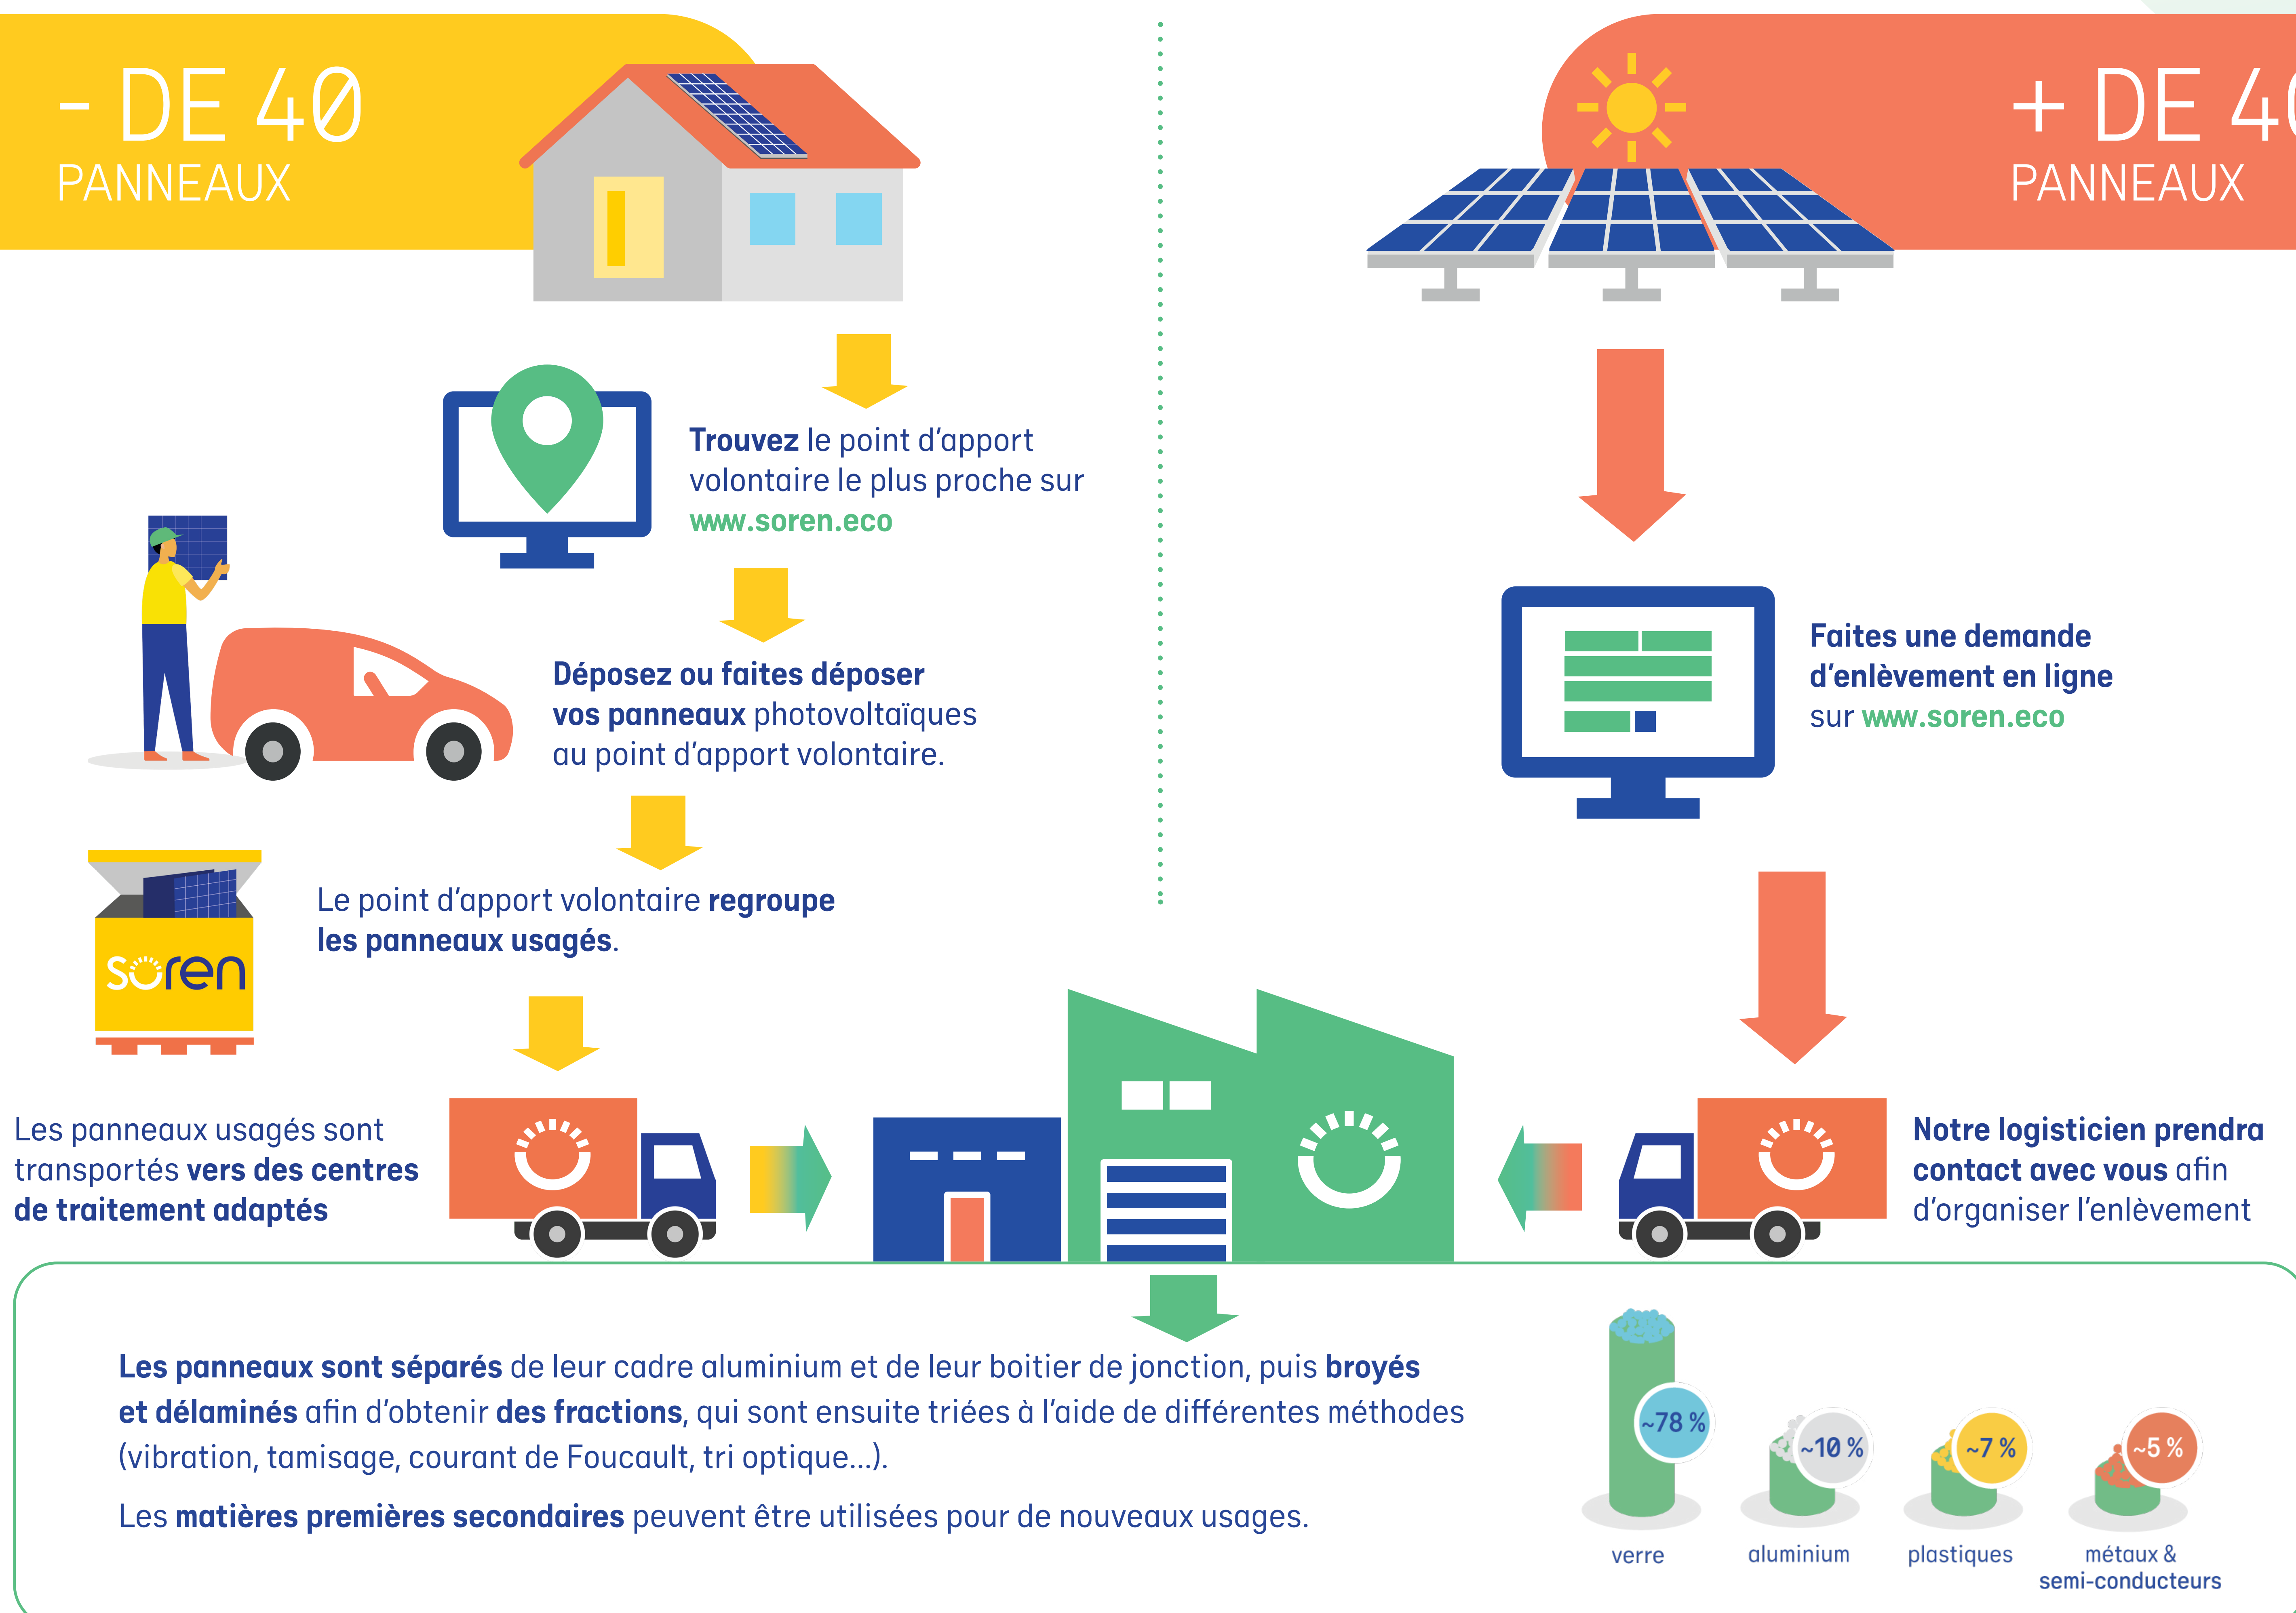 - DE 40
PANNEAUX
Trouvez le point d’apport
volontaire le plus proche sur
www.soren.eco
Déposez ou faites déposer
vos panneaux photovoltaïques
au point d’apport volontaire.
soren
Le point d’apport volontaire regroupe
les panneaux usagés.
Les panneaux usagés sont
transportés vers des centres
de traitement adaptés
+ DE 40
PANNEAUX
Faites une demande
d’enlèvement en ligne
sur www.soren.eco
Notre logisticien prendra
contact avec vous afin
d’organiser l’enlèvement
Les panneaux sont séparés de leur cadre aluminium et de leur boitier de jonction, puis broyés
et délaminés afin d’obtenir des fractions, qui sont ensuite triées à l’aide de différentes méthodes
(vibration, tamisage, courant de Foucault, tri optique...).
Les matières premières secondaires peuvent être utilisées pour de nouveaux usages.
~78 %
verre
~10 %
aluminium
~7 %
plastiques
~5 %
métaux &
semi-conducteurs